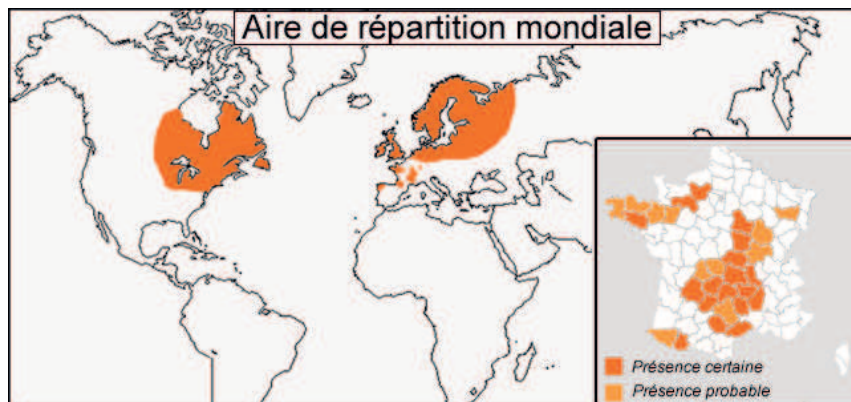 Aire de répartition mondiale
Présence certaine
Présence probable